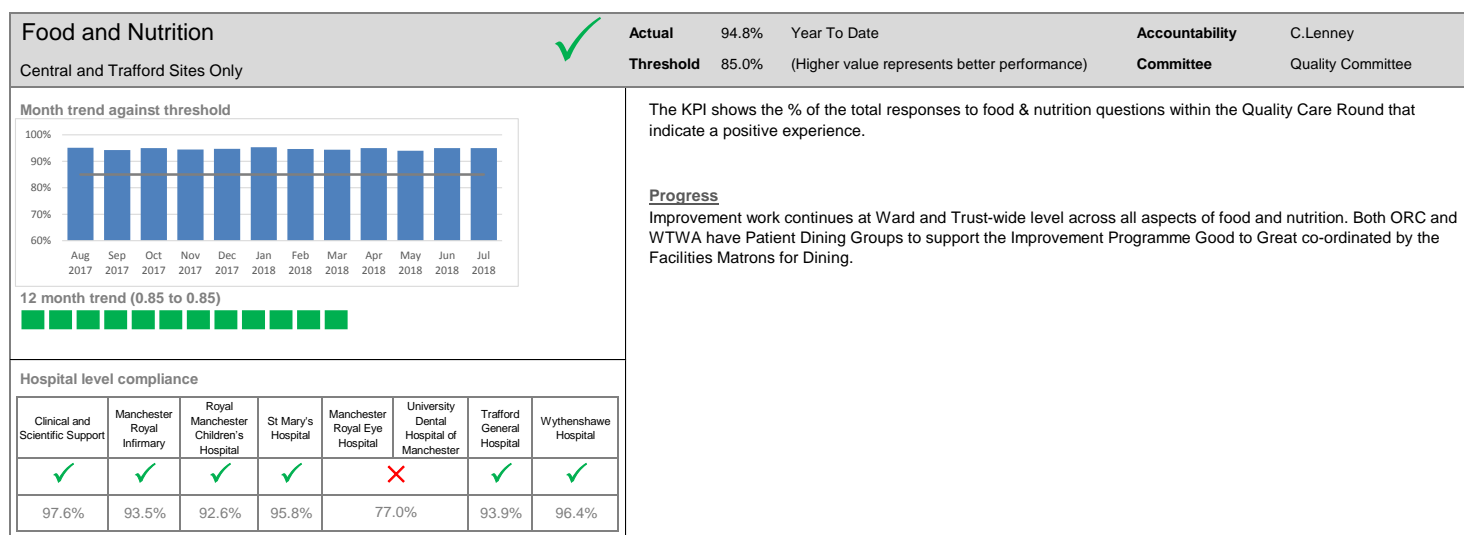 Food and Nutrition
Central and Trafford Sites Only
Actual 94.8% Year To Date
Threshold 85.0% (Higher value represents better performance)
Accountability C.Lenney
Committee Quality Committee
Month trend against threshold
100%
90%
80%
70%
60%
Aug Sep Oct Nov Dec Jan Feb Mar Apr May Jun Jul
2017 2017 2017 2017 2017 2018 2018 2018 2018 2018 2018 2018
12 month trend (0.85 to 0.85)
The KPI shows the % of the total responses to food & nutrition questions within the Quality Care Round that
indicate a positive experience.
Progress
Improvement work continues at Ward and Trust-wide level across all aspects of food and nutrition. Both ORC and
WTWA have Patient Dining Groups to support the Improvement Programme Good to Great co-ordinated by the
Facilities Matrons for Dining.
Hospital level compliance
Clinical and
Scientific Support
Manchester
Royal
Infirmary
Royal
Manchester
Children's
Hospital
St Mary's
Hospital
Manchester
Royal Eye
Hospital
University
Dental
Hospital of
Manchester
Trafford
General
Hospital
Wythenshawe
Hospital
97.6% 93.5% 92.6% 95.8% 77.0% 93.9% 96.4%